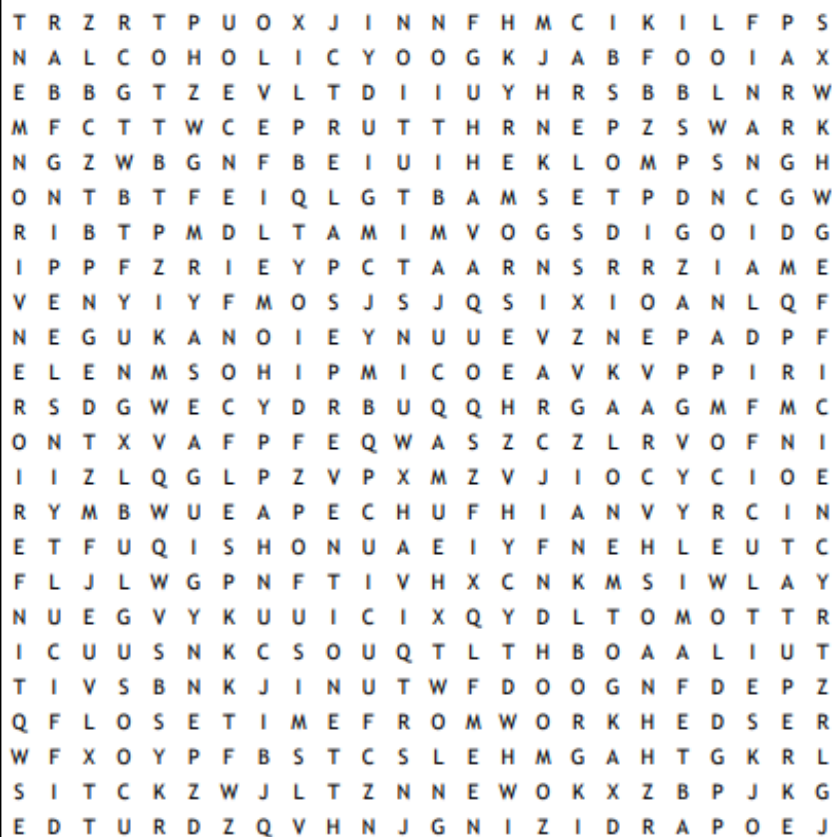 T R Z R T P U O X J I N N F H M C I K I L F P S
N A L C O H O L I C Y O O G K J A B F O O I A X
E B B G T Z E V L T D I I U Y H R S B B L N R W
M F C T T W C E P R U T T H R N E P Z S W A R K
N G Z W B G N F B E I U I H E K L O M P S N G H
O N T B T F E I Q L G T B A M S E T P D N C G W
R I B T P M D L T A M I M V O G S D I G O I D G
I P P F Z R I E Y P C T A A R N S R R Z I A M E
V E N Y I Y F M O S J S J Q S I X I O A N L Q F
N E G U K A N O I E Y N U U E V Z N E P A D P F
E L E N M S O H I P M I C O E A V K V P P I R I
R S D G W E C Y D R B U Q Q H R G A A G M F M C
O N T X V A F P F E Q W A S Z C Z L R V O F N I
I I Z L Q G L P Z V P X M Z V J I O C Y C I O E
R Y M B W U E A P E C H U F H I A N V Y R C I N
E T F U Q I S H O N U A E I Y F N E H L E U T C
F L J L W G P N F T I V H X C N K M S I W L A Y
N U E G V Y K U U I C I X Q Y D L T O M O T T R
I C U U S N K C S O U Q T L T H B O A A L I U T
T I V S B N K J I N U T W F D O O G N F D E P Z
Q F L O S E T I M E F R O M W O R K H E D S E R
W F X O Y P F B S T C S L E H M G A H T G K R L
S I T C K Z W J L T Z N N E W O K X Z B P J K G
E D T U R D Z Q V H N J G N I Z I D R A P O E J